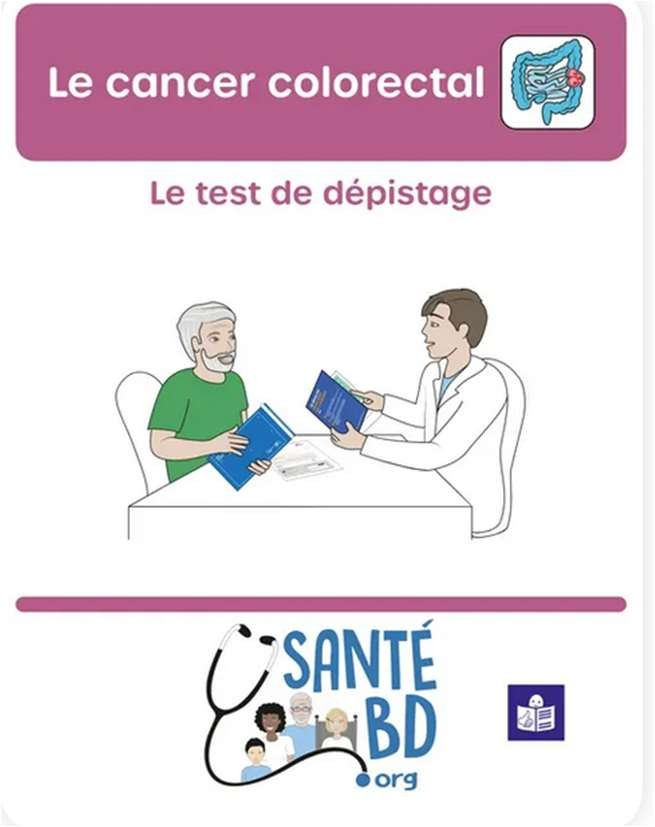 Le cancer colorectal
Le test de dépistage
SANTÉ
BD
.org